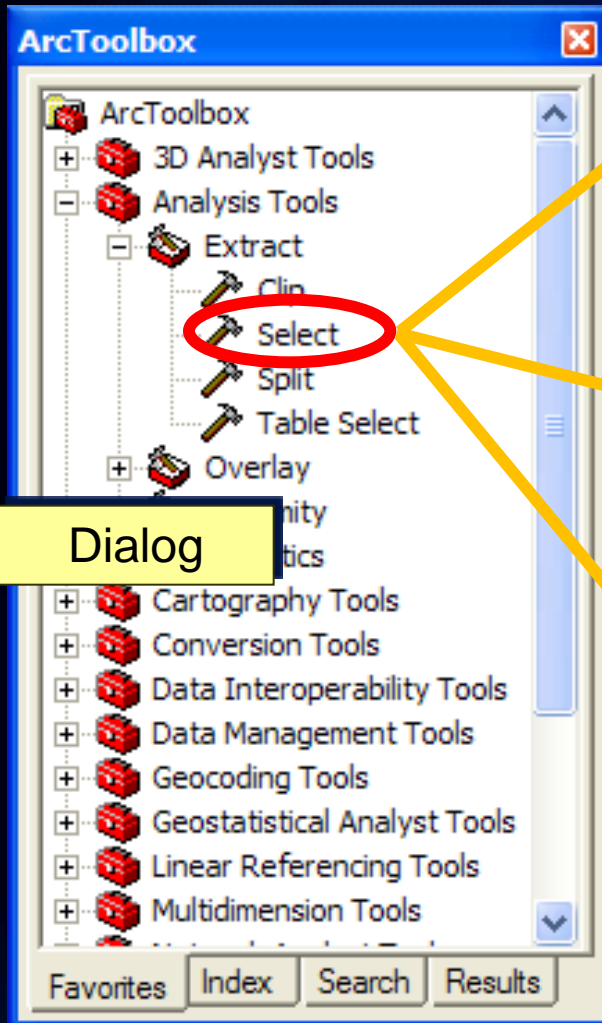 ArcToolbox
ArcToolbox
3D Analyst Tools
Analysis Tools
Extract
Clip
Select
Split
Table Select
Overlay
mity
Dialog
tics
Cartography Tools
Conversion Tools
Data Interoperability Tools
Data Management Tools
Geocoding Tools
Geostatistical Analyst Tools
Linear Referencing Tools
Multidimension Tools
Favorites Index Search Results